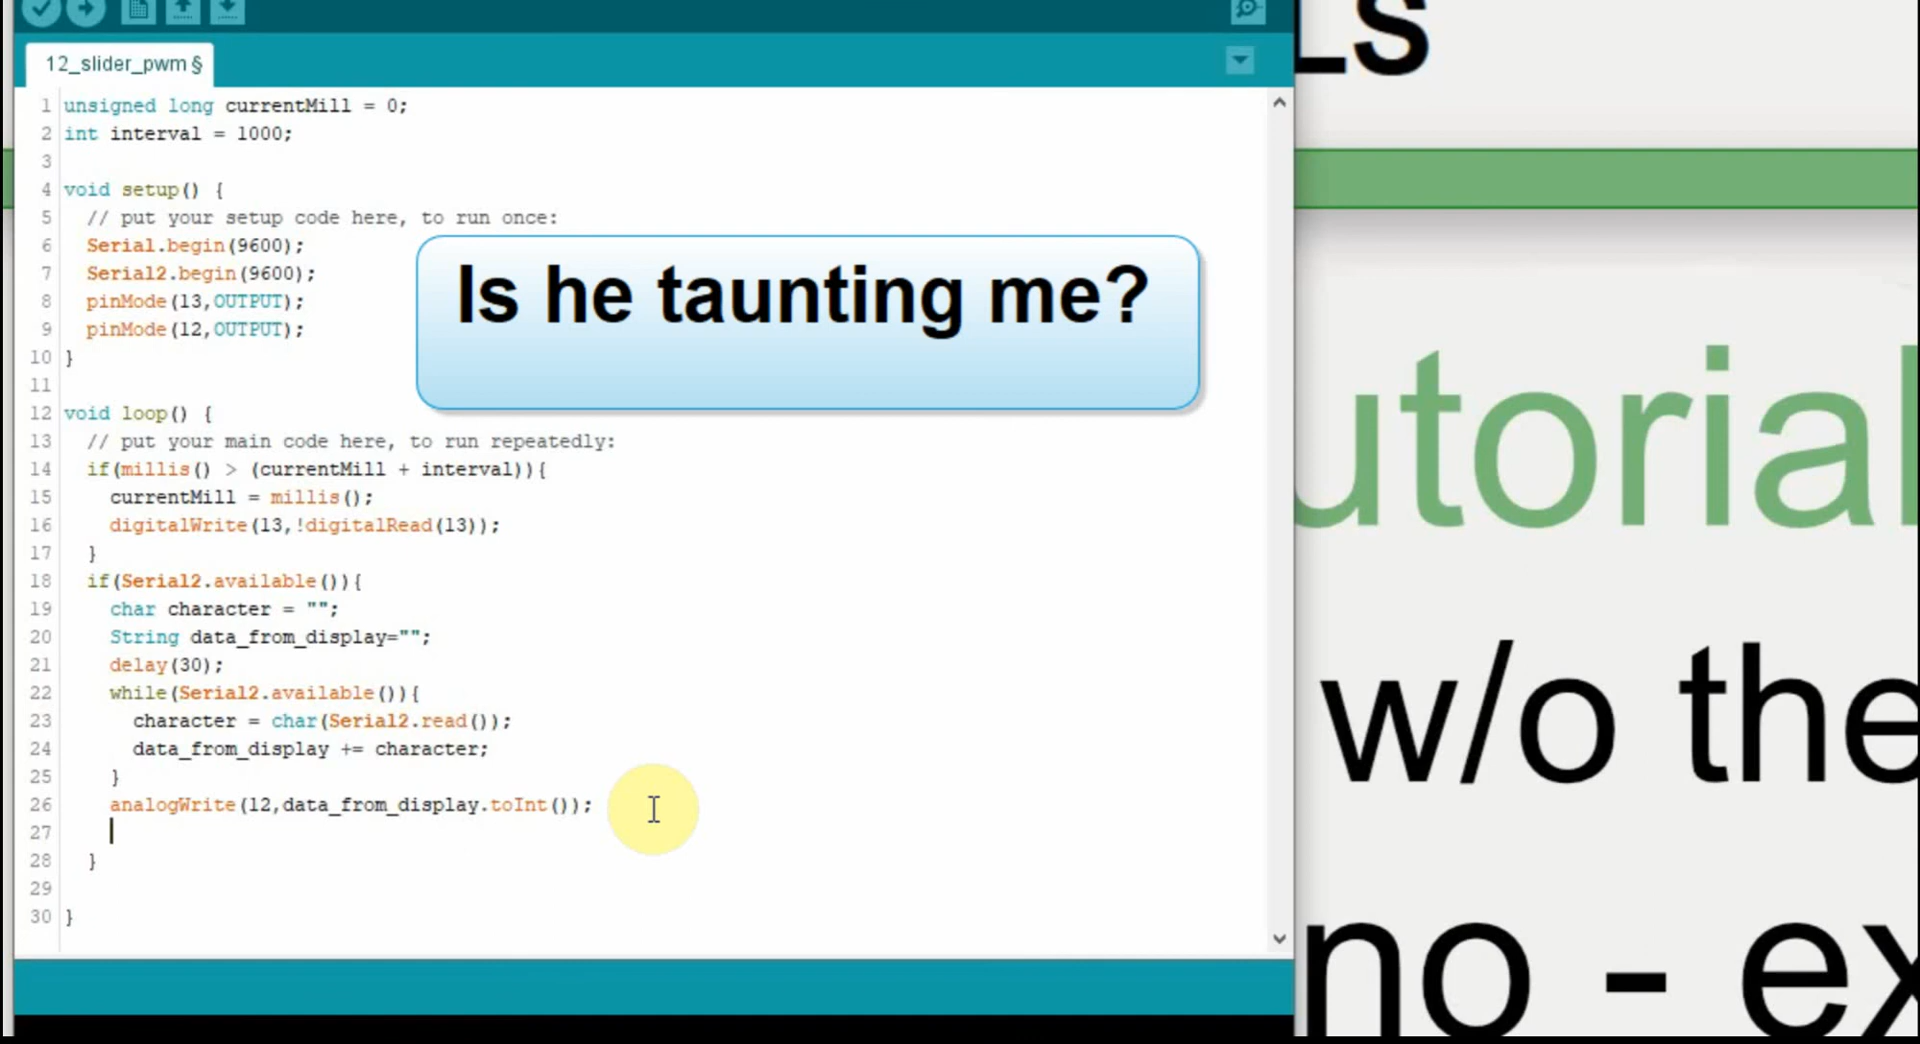 LS
12_slider_pwm §
1 unsigned long currentMill = 0;
2 int interval = 1000;
3
4 void setup() {
5 // put your setup code here, to run once:
6 Serial.begin(9600);
7 Serial2.begin(9600);
8 pinMode(13,OUTPUT);
9 pinMode(12,OUTPUT);
10 }
11
12 void loop() {
13 // put your main code here, to run repeatedly:
14 if(millis() > (currentMill + interval)){
15 currentMill = millis();
16 digitalWrite(13,!digitalRead(13));
17 }
18 if(Serial2.available()){
19 char character = "";
20 String data_from_display="";
21 delay(30);
22 while(Serial2.available()){
23 character = char(Serial2.read());
24 data_from_display += character;
25 }
26 analogWrite(12,data_from_display.toInt());
27
28 }
29
30 }
Is he taunting me?
utorial
w/o the
no - ex